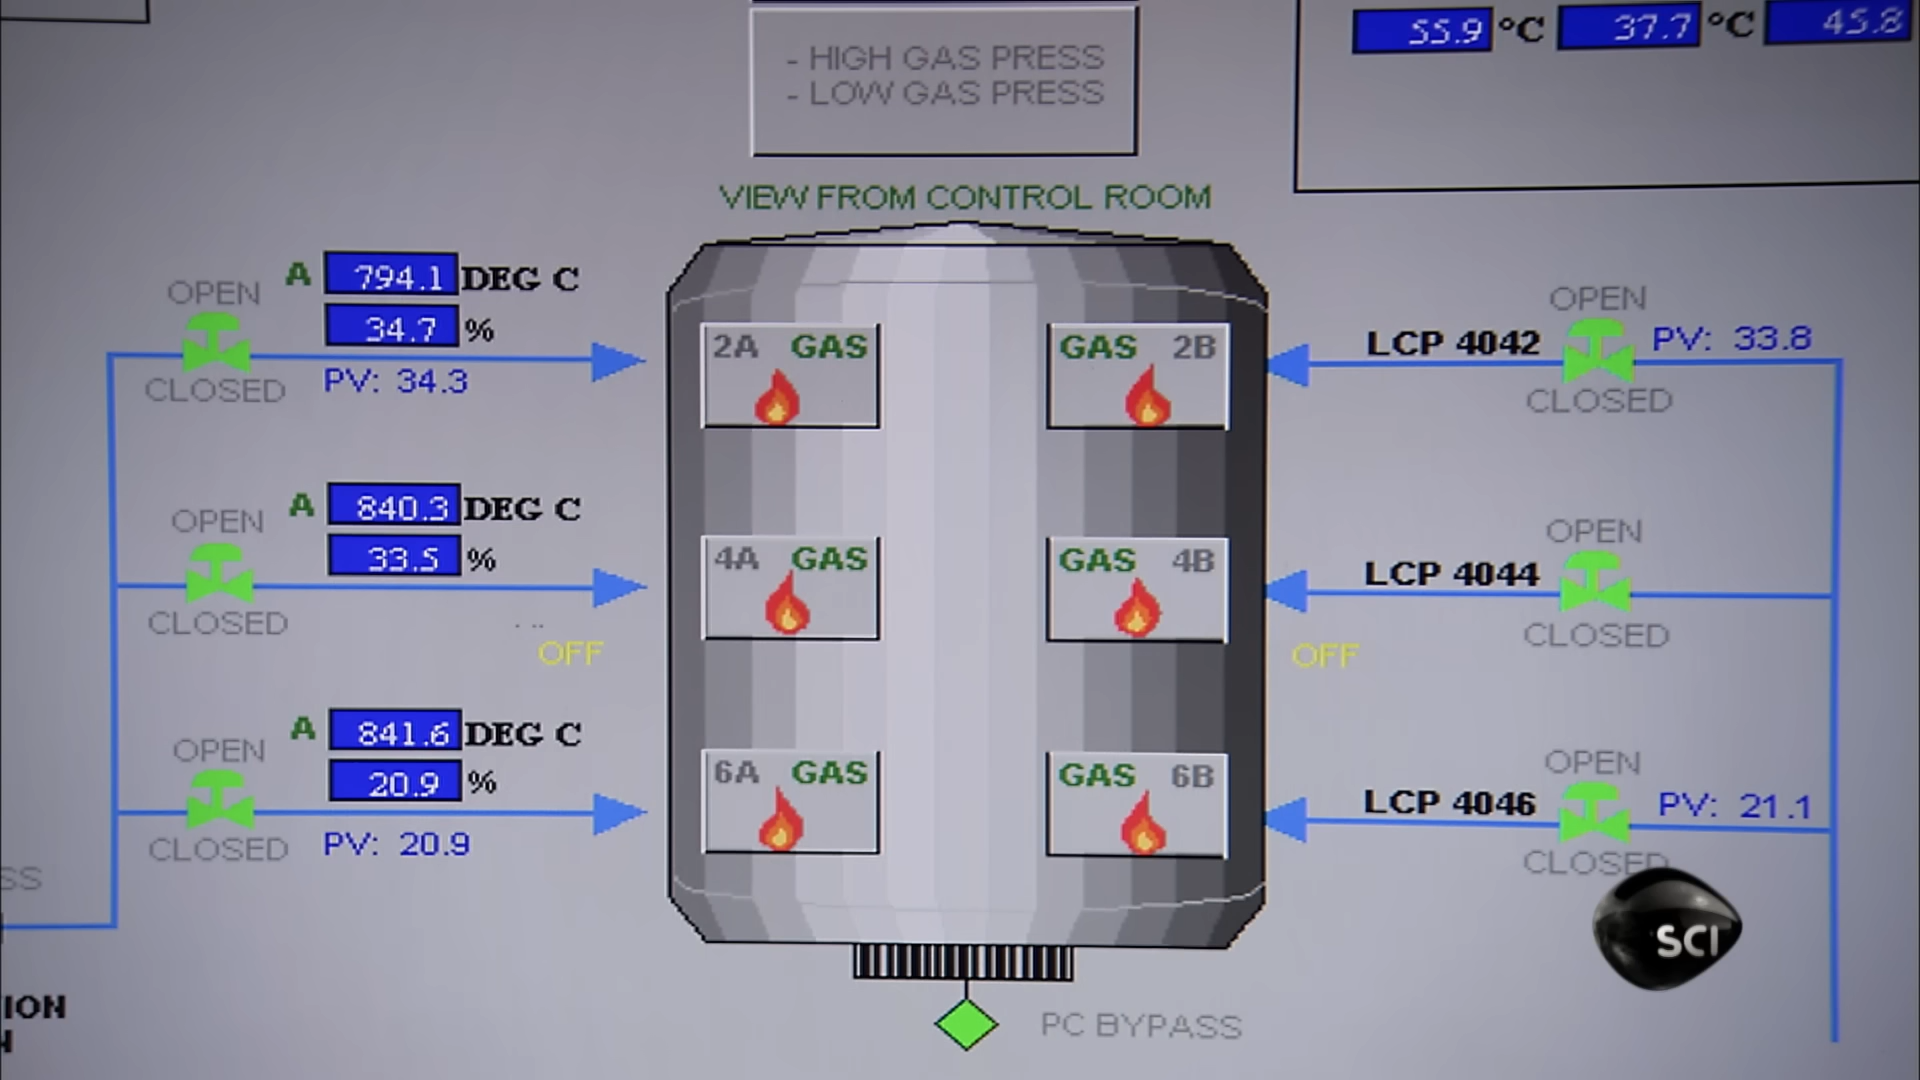 55.9 °C 37.7 °C 45.8
- HIGH GAS PRESS
- LOW GAS PRESS
VIEW FROM CONTROL ROOM
OPEN A 794.1 DEG C
34.7 %
CLOSED PV: 34.3
2A GAS
GAS 2B
LCP 4042 OPEN PV: 33.8
CLOSED
OPEN A 840.3 DEG C
33.5 %
CLOSED
OFF
4A GAS
GAS 4B
LCP 4044 OPEN
CLOSED
OFF
OPEN A 841.6 DEG C
20.9 %
CLOSED PV: 20.9
6A GAS
GAS 6B
LCP 4046 OPEN PV: 21.1
CLOSED
SS
ION
PC BYPASS
SCI